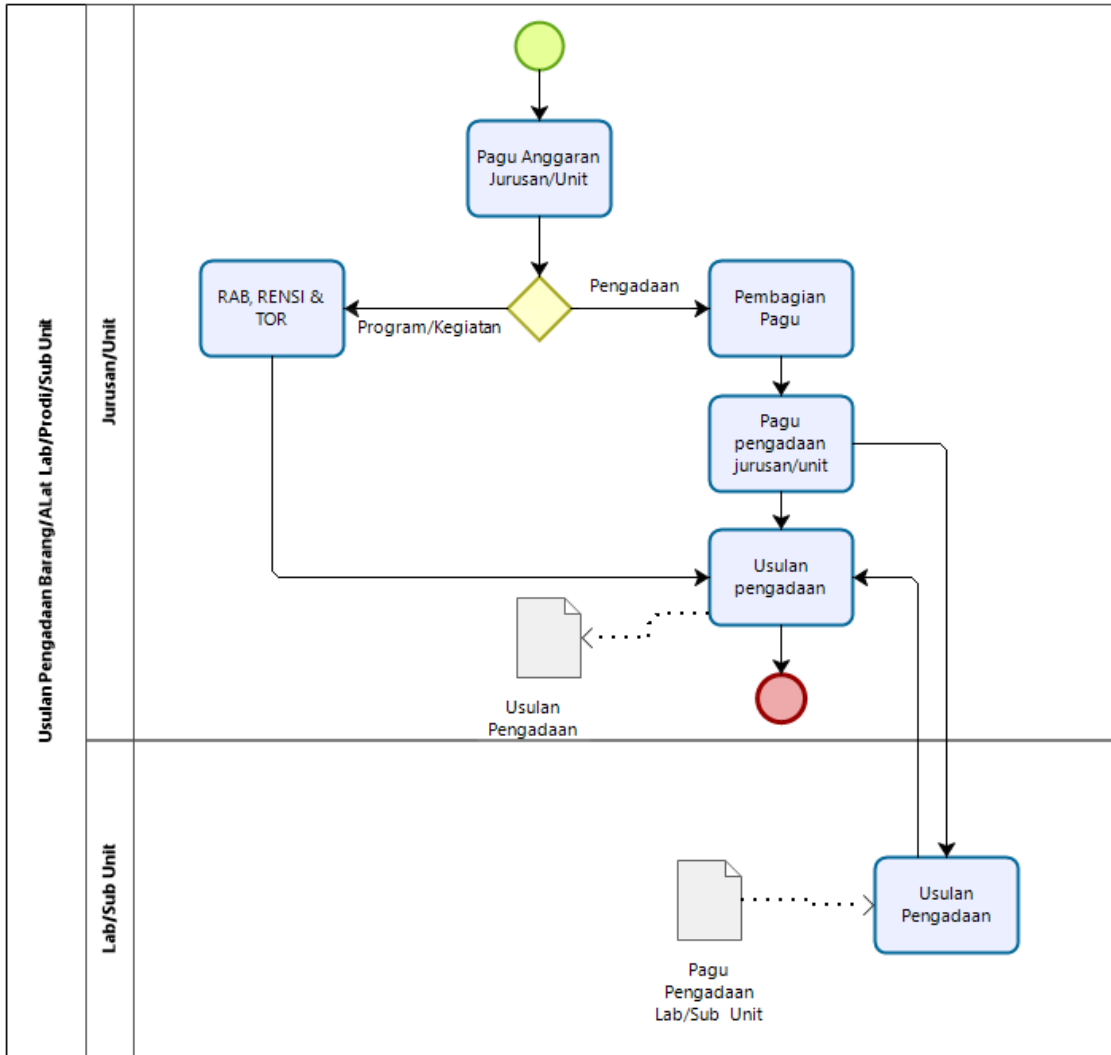 Usulan Pengadaan Barang/ALat Lab/Prodi/Sub Unit
Jurusan/Unit
Pagu Anggaran
Jurusan/Unit
RAB, RENSI &
TOR
Program/Kegiatan
Pengadaan
Pembagian
Pagu
Pagu
pengadaan
jurusan/unit
Usulan
pengadaan
Usulan
Pengadaan
Lab/Sub Unit
Usulan
Pengadaan
Pagu
Pengadaan
Lab/Sub Unit